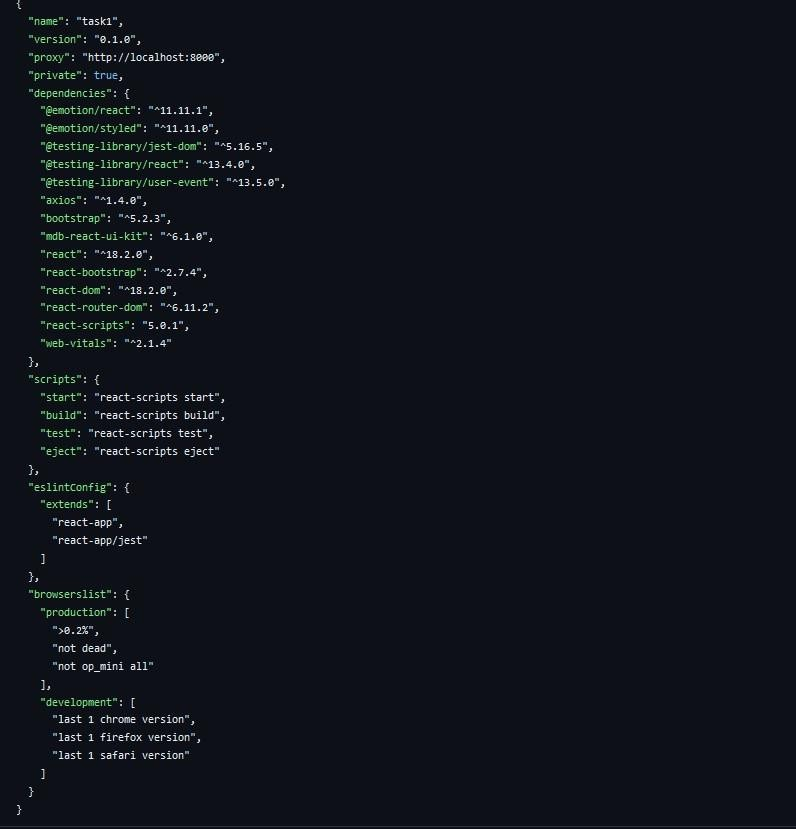 {
"name": "task1",
"version": "0.1.0",
"proxy": "http://localhost:8000",
"private": true,
"dependencies": {
"@emotion/react": "^11.11.1",
"@emotion/styled": "^11.11.0",
"@testing-library/jest-dom": "^5.16.5",
"@testing-library/react": "^13.4.0",
"@testing-library/user-event": "^13.5.0",
"axios": "^1.4.0",
"bootstrap": "^5.2.3",
"mdb-react-ui-kit": "^6.1.0",
"react": "^18.2.0",
"react-bootstrap": "^2.7.4",
"react-dom": "^18.2.0",
"react-router-dom": "^6.11.2",
"react-scripts": "5.0.1",
"web-vitals": "^2.1.4"
},
"scripts": {
"start": "react-scripts start",
"build": "react-scripts build",
"test": "react-scripts test",
"eject": "react-scripts eject"
},
"eslintConfig": {
"extends": [
"react-app",
"react-app/jest"
]
},
"browserslist": {
"production": [
">0.2%",
"not dead",
"not op_mini all"
],
"development": [
"last 1 chrome version",
"last 1 firefox version",
"last 1 safari version"
]
}
}